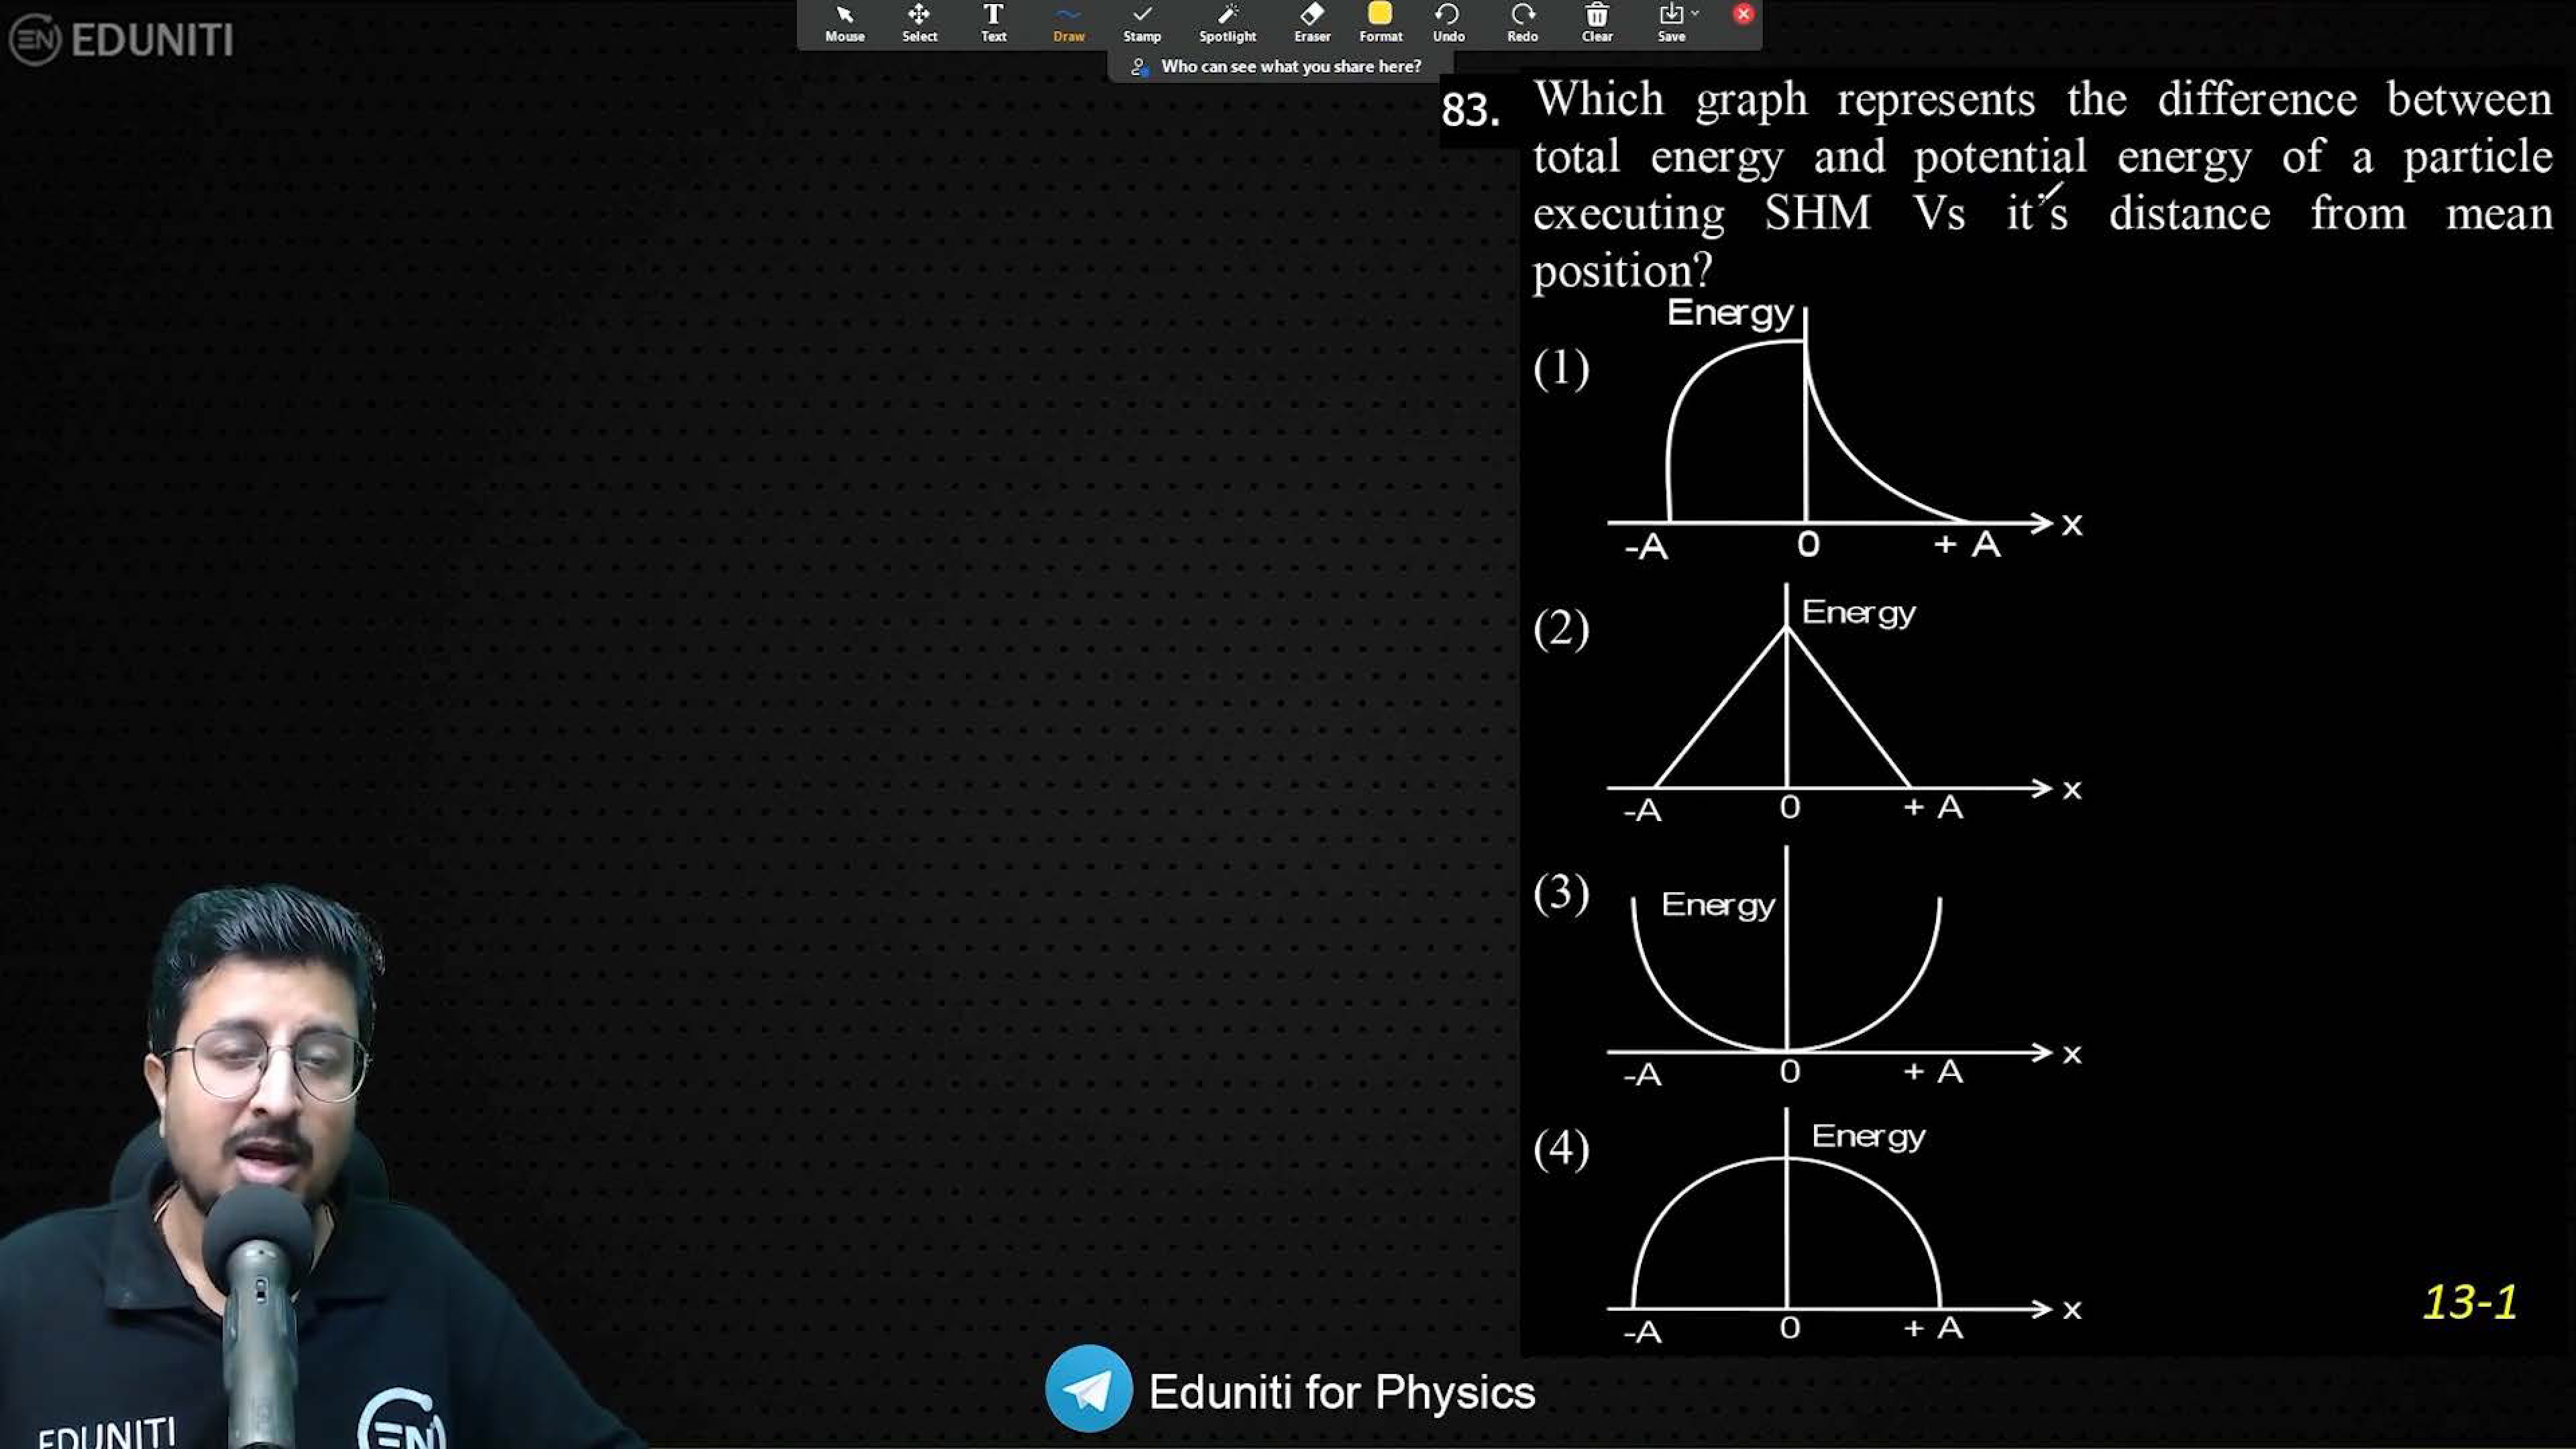 EN EDUNITI
Mouse Select Text Draw Stamp Spotlight Eraser Format Undo Redo Clear Save
Who can see what you share here?
83. Which graph represents the difference between
total energy and potential energy of a particle
executing SHM Vs it's distance from mean
position?
(1)
Energy
-A 0 + A x
(2)
Energy
-A 0 + A x
(3)
Energy
-A 0 + A x
(4)
Energy
-A 0 + A x
13-1
Eduniti for Physics
EDUNITI
EN